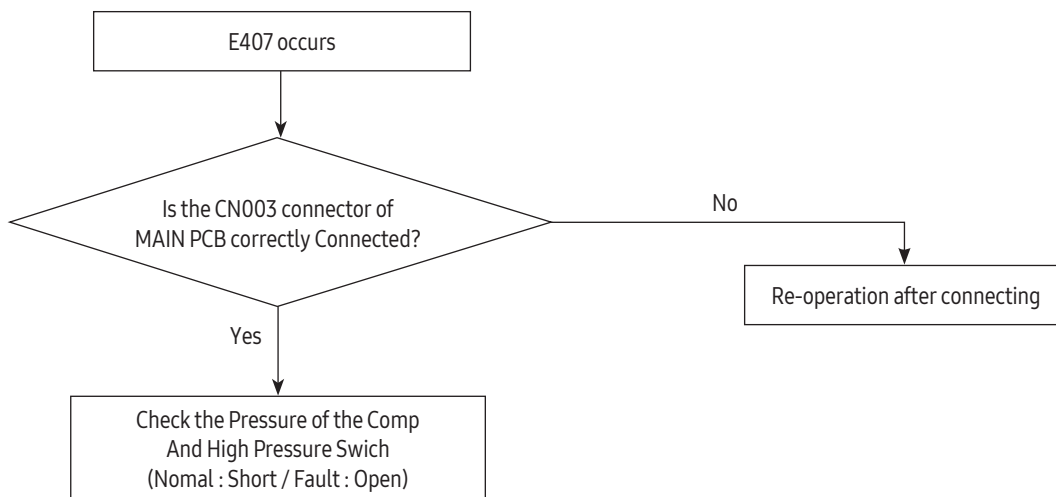 E407 occurs
Is the CN003 connector of
MAIN PCB correctly Connected?
No
Re-operation after connecting
Yes
Check the Pressure of the Comp
And High Pressure Swich
(Nomal : Short / Fault : Open)